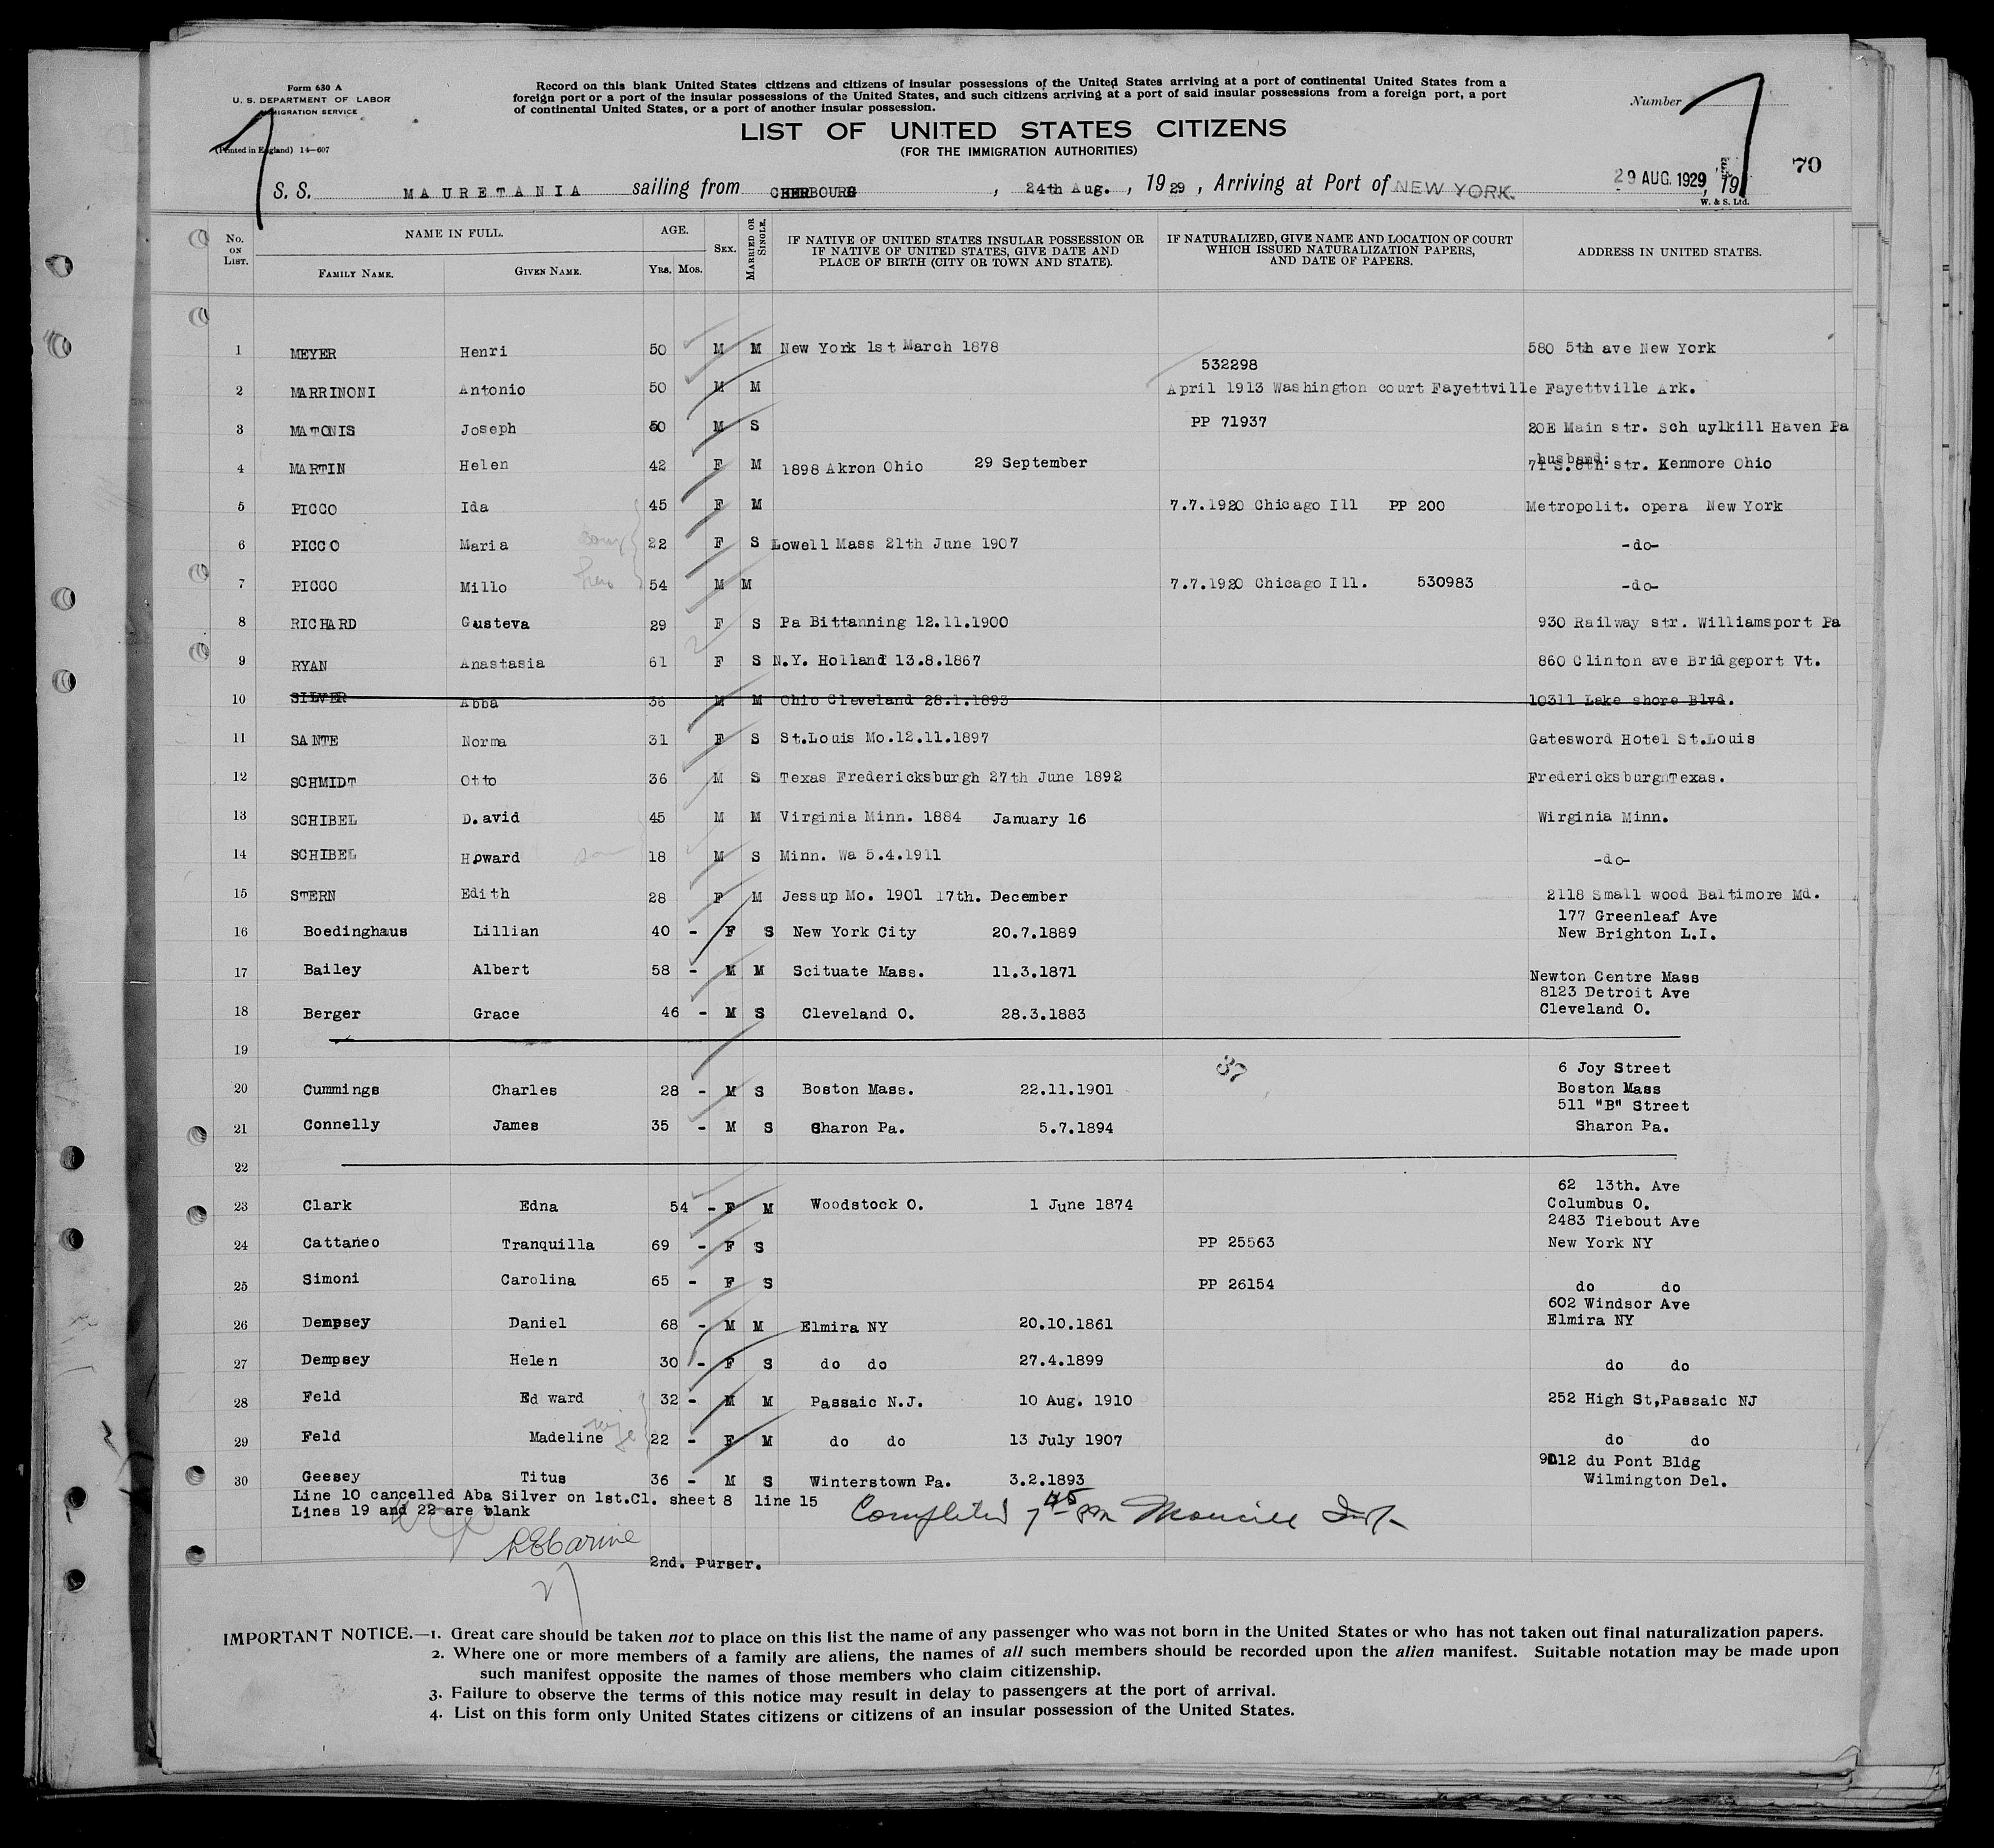 Form 630 A
U. S. DEPARTMENT OF LABOR
IMMIGRATION SERVICE
(Printed in England) 14—607
Record on this blank United States citizens and citizens of insular possessions of the United States arriving at a port of continental United States from a
foreign port or a port of the insular possessions of the United States, and such citizens arriving at a port of said insular possessions from a foreign port, a port
of continental United States, or a port of another insular possession.
LIST OF UNITED STATES CITIZENS
(FOR THE IMMIGRATION AUTHORITIES)
Number
70
S. S. MAURETANIA sailing from CHERBOURG, 24th Aug., 1929, Arriving at Port of NEW YORK. 29 AUG. 1929, 19
W. & S. Ltd.
No. ON LIST. NAME IN FULL. FAMILY NAME. GIVEN NAME. AGE. YRS. MOS. SEX. MARRIED OR SINGLE. IF NATIVE OF UNITED STATES INSULAR POSSESSION OR IF NATIVE OF UNITED STATES, GIVE DATE AND PLACE OF BIRTH (CITY OR TOWN AND STATE). IF NATURALIZED, GIVE NAME AND LOCATION OF COURT WHICH ISSUED NATURALIZATION PAPERS, AND DATE OF PAPERS. ADDRESS IN UNITED STATES.
1 MEYER Henri 50 M M New York 1st March 1878 580 5th ave New York
532298
2 MARRINONI Antonio 50 M M April 1913 Washington court Fayettville Fayettville Ark.
3 MATONIS Joseph 50 M S PP 71937 20E Main str. Sch uylkill Haven Pa
husband:
4 MARTIN Helen 42 F M 1898 Akron Ohio 29 September 71 S.8th str. Kenmore Ohio
5 PICCO Ida 45 F M 7.7.1920 Chicago Ill PP 200 Metropolit. opera New York
6 PICCO Maria 22 F S Lowell Mass 21th June 1907 -do-
7 PICCO Millo 54 M M 7.7.1920 Chicago Ill. 530983 -do-
8 RICHARD Gusteva 29 F S Pa Bittanning 12.11.1900 930 Railway str. Williamsport Pa
9 RYAN Anastasia 61 F S N.Y. Holland 13.8.1867 860 Clinton ave Bridgeport Vt.
10 SILVER Abba 36 M M Ohio Cleveland 28.1.1893 10311 Lake shore Blvd.
11 SANTE Norma 31 F S St.Louis Mo.12.11.1897 Gatesword Hotel St.Louis
12 SCHMIDT Otto 36 M S Texas Fredericksburgh 27th June 1892 Fredericksburg Texas.
13 SCHIBEL D.avid 45 M M Virginia Minn. 1884 January 16 Wirginia Minn.
14 SCHIBEL Howard son 18 M S Minn. Wa 5.4.1911 -do-
15 STERN Edith 28 F M Jessup Mo. 1901 17th. December 2118 Small wood Baltimore Md.
177 Greenleaf Ave
16 Boedinghaus Lillian 40 - F S New York City 20.7.1889 New Brighton L.I.
17 Bailey Albert 58 - M M Scituate Mass. 11.3.1871 Newton Centre Mass
8123 Detroit Ave
18 Berger Grace 46 - M S Cleveland O. 28.3.1883 Cleveland O.
19
37
6 Joy Street
20 Cummings Charles 28 - M S Boston Mass. 22.11.1901 Boston Mass
511 "B" Street
21 Connelly James 35 - M S Sharon Pa. 5.7.1894 Sharon Pa.
22
62 13th. Ave
23 Clark Edna 54 - F M Woodstock O. 1 June 1874 Columbus O.
2483 Tiebout Ave
24 Cattaneo Tranquilla 69 - F S PP 25563 New York NY
25 Simoni Carolina 65 - F S PP 26154 do do
602 Windsor Ave
26 Dempsey Daniel 68 - M M Elmira NY 20.10.1861 Elmira NY
27 Dempsey Helen 30 - F S do do 27.4.1899 do do
28 Feld Ed ward 32 - M M Passaic N.J. 10 Aug. 1910 252 High St,Passaic NJ
29 Feld Madeline wife 22 - F M do do 13 July 1907 do do
9012 du Pont Bldg
30 Geesey Titus 36 - M S Winterstown Pa. 3.2.1893 Wilmington Del.
Line 10 cancelled Aba Silver on 1st.Cl. sheet 8 line 15
Lines 19 and 22 are blank
Completed 7 45 PM
2nd. Purser.
27
IMPORTANT NOTICE.—1. Great care should be taken not to place on this list the name of any passenger who was not born in the United States or who has not taken out final naturalization papers.
2. Where one or more members of a family are aliens, the names of all such members should be recorded upon the alien manifest. Suitable notation may be made upon
such manifest opposite the names of those members who claim citizenship.
3. Failure to observe the terms of this notice may result in delay to passengers at the port of arrival.
4. List on this form only United States citizens or citizens of an insular possession of the United States.